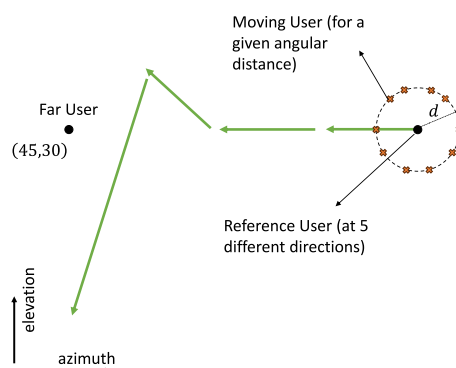 Moving User (for a
given angular
distance)
Far User
(45,30)
d
Reference User (at 5
different directions)
elevation
azimuth